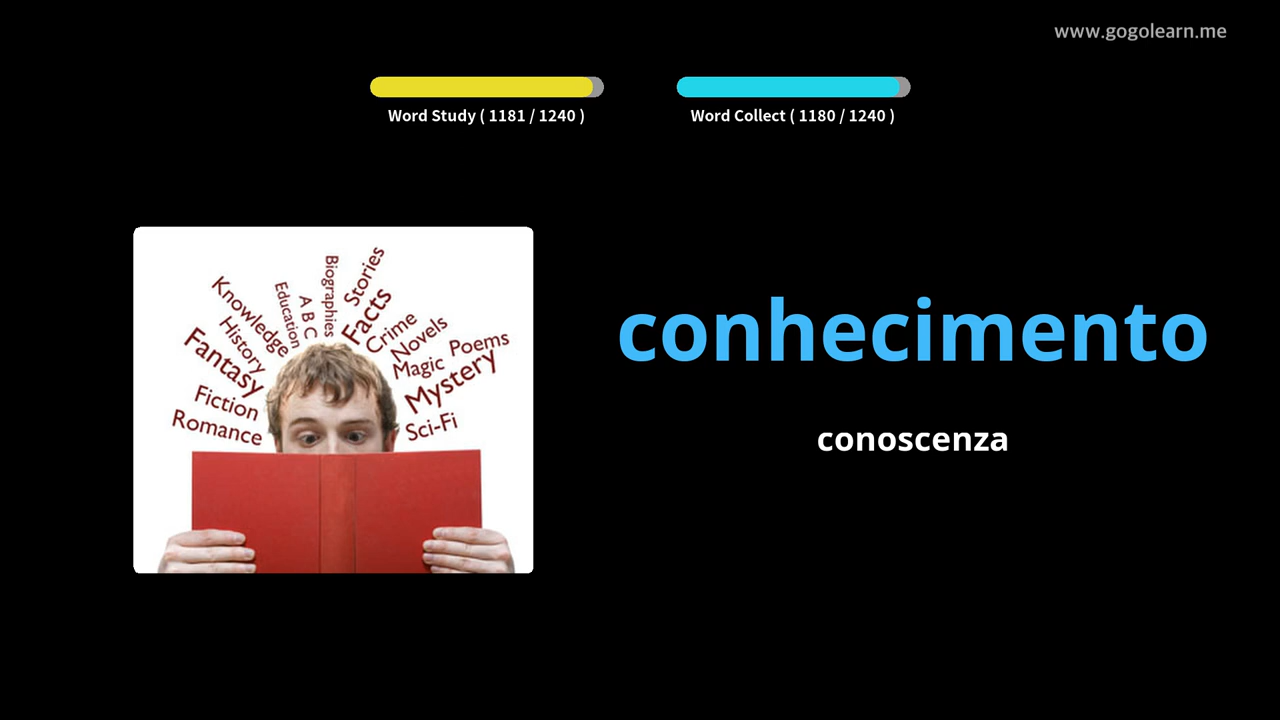 www.gogolearn.me
Word Study ( 1181 / 1240 )
Word Collect ( 1180 / 1240 )
Biographies
Stories
Education
A B C
Facts
Knowledge
History
Crime
Novels
Fantasy
Magic
Poems
Mystery
Fiction
Romance
Sci-Fi
conhecimento
conoscenza